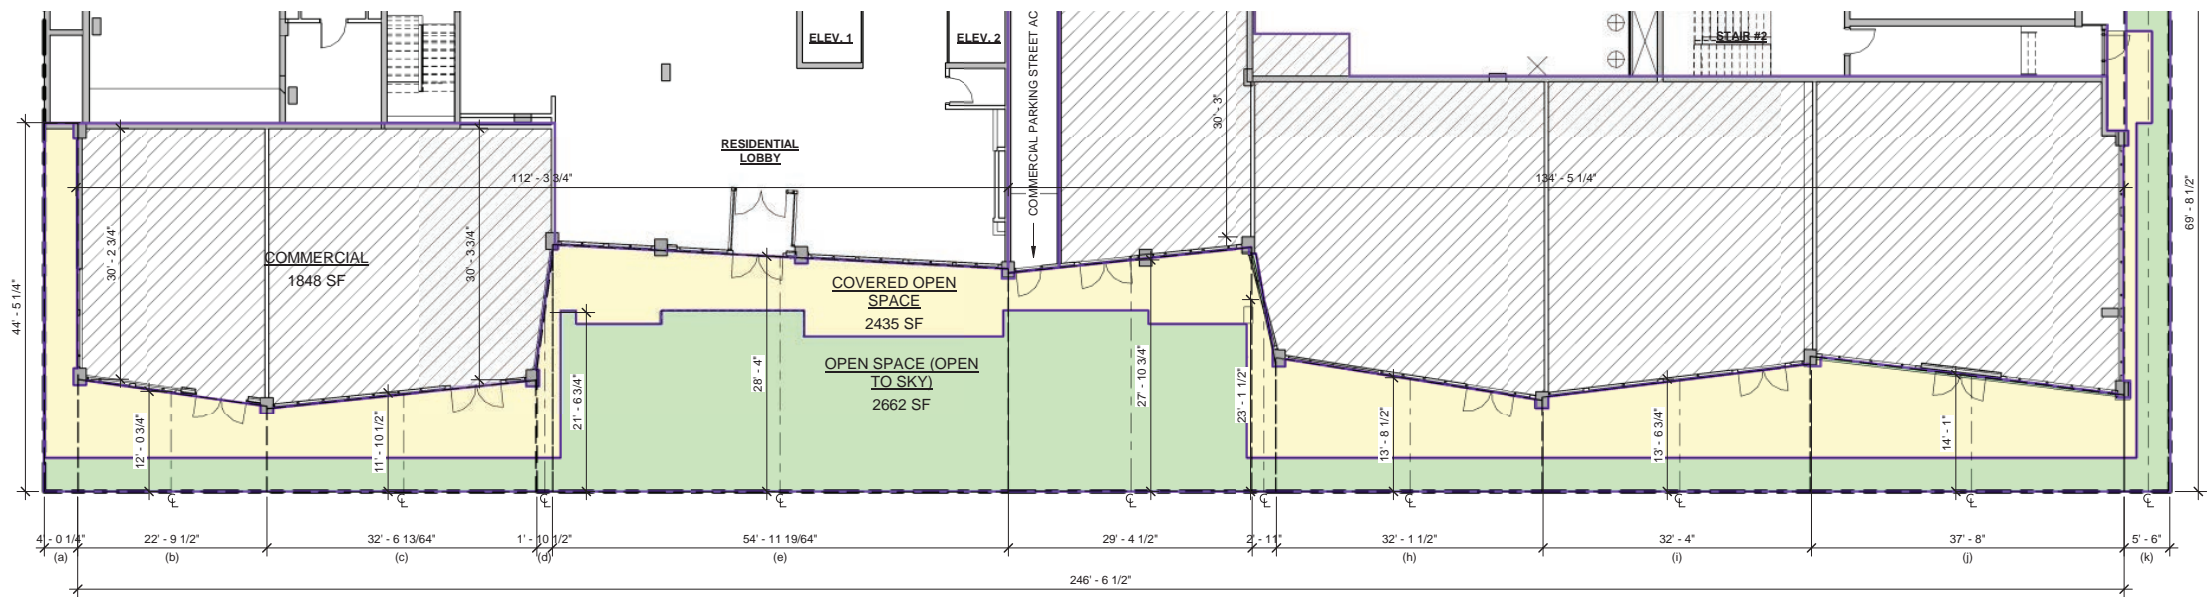 ELEV. 1
ELEV. 2
STAIR #2
COMMERCIAL PARKING STREET AC
30' - 3"
RESIDENTIAL
LOBBY
112' - 3 3/4"
134' - 5 1/4"
69' - 8 1/2"
44' - 5 1/4"
30' - 2 3/4"
30' - 3 3/4"
COMMERCIAL
1848 SF
COVERED OPEN
SPACE
2435 SF
OPEN SPACE (OPEN
TO SKY)
2662 SF
12' - 0 3/4"
11' - 10 1/2"
21' - 6 3/4"
28' - 4"
27' - 10 3/4"
23' - 1 1/2"
13' - 8 1/2"
13' - 6 3/4"
14' - 1"
℄ ℄ ℄ ℄ ℄ ℄ ℄ ℄ ℄ ℄
4' - 0 1/4" 22' - 9 1/2" 32' - 6 13/64" 1' - 10 1/2" 54' - 11 19/64" 29' - 4 1/2" 2' - 11" 32' - 1 1/2" 32' - 4" 37' - 8" 5' - 6"
(a) (b) (c) (d) (e) (h) (i) (j) (k)
246' - 6 1/2"